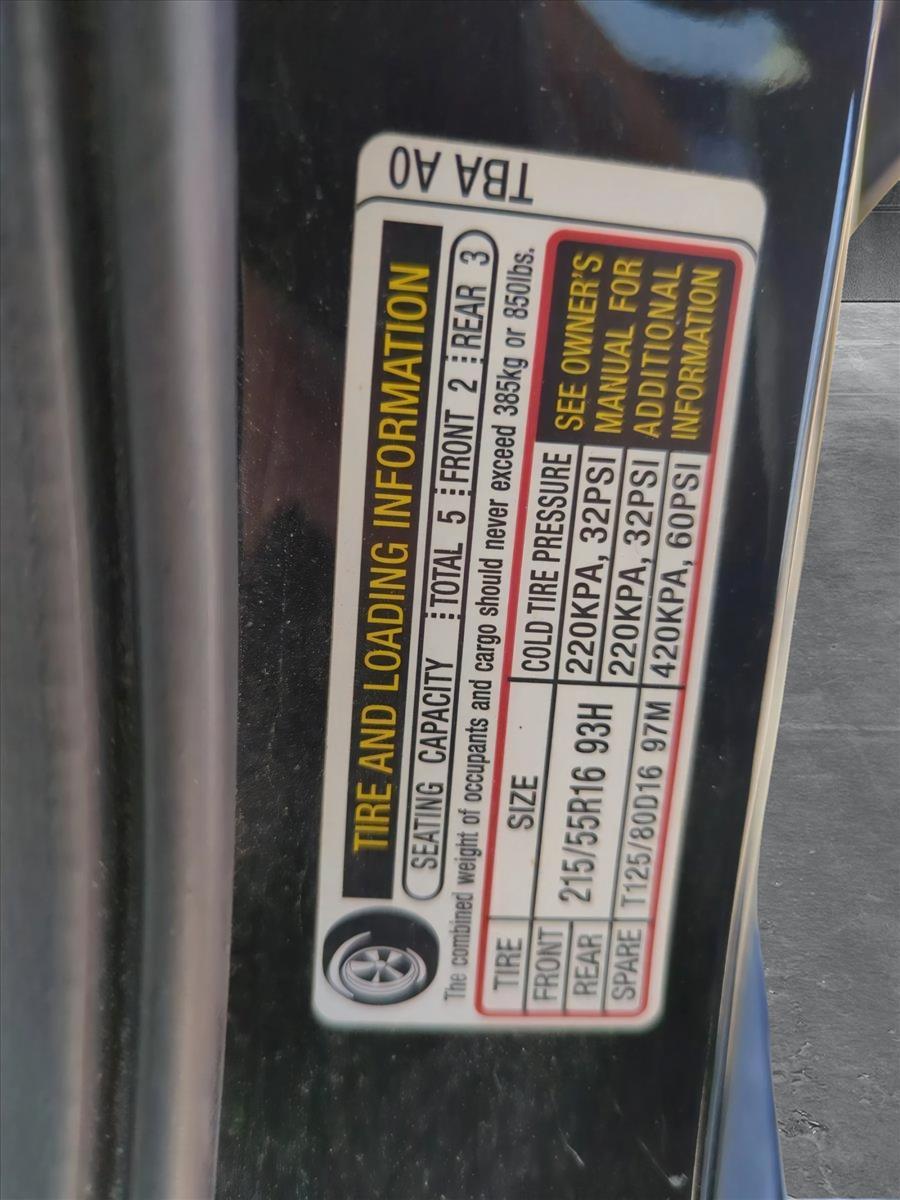 TIRE AND LOADING INFORMATION
SEATING CAPACITY TOTAL 5 FRONT 2 REAR 3
The combined weight of occupants and cargo should never exceed 385kg or 850lbs.
TIRE SIZE COLD TIRE PRESSURE
FRONT 215/55R16 93H 220KPA, 32PSI
REAR 220KPA, 32PSI
SPARE T125/80D16 97M 420KPA, 60PSI
SEE OWNER'S
MANUAL FOR
ADDITIONAL
INFORMATION
TBA A0